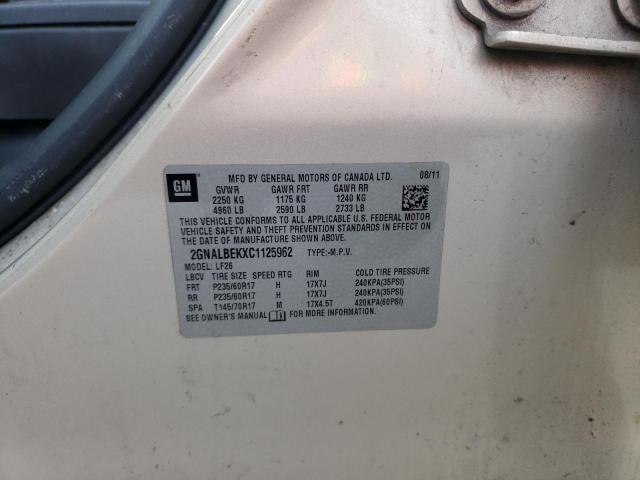 GM
MFD BY GENERAL MOTORS OF CANADA LTD. 08/11
GVWR GAWR FRT GAWR RR
2250 KG 1175 KG 1240 KG
4960 LB 2590 LB 2733 LB
THIS VEHICLE CONFORMS TO ALL APPLICABLE U.S. FEDERAL MOTOR
VEHICLE SAFETY AND THEFT PREVENTION STANDARDS IN EFFECT ON
THE DATE OF MANUFACTURE SHOWN ABOVE.
2GNALBEKXC1125962 TYPE:-M.P.V.
MODEL: LF26
LBCV TIRE SIZE SPEED RTG RIM COLD TIRE PRESSURE
FRT P235/60R17 H 17X7J 240KPA(35PSI)
RR P235/60R17 H 17X7J 240KPA(35PSI)
SPA T145/70R17 M 17X4.5T 420KPA(60PSI)
SEE OWNER'S MANUAL FOR MORE INFORMATION.